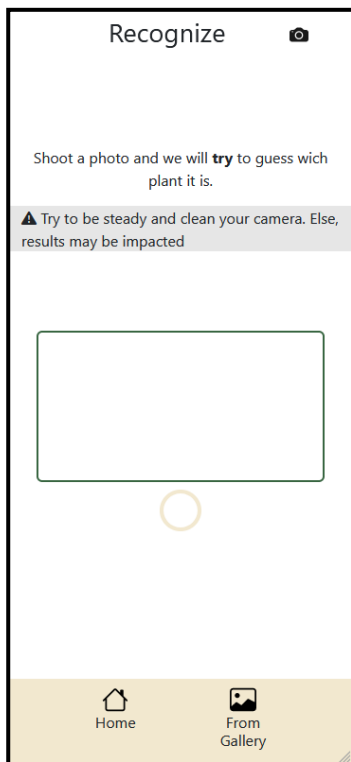 Recognize
Shoot a photo and we will try to guess wich
plant it is.
Try to be steady and clean your camera. Else,
results may be impacted
Home
From
Gallery